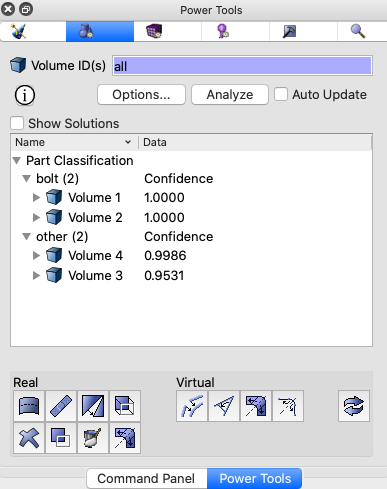 Power Tools
Volume ID(s) all
Options... Analyze Auto Update
Show Solutions
Name Data
Part Classification
bolt (2) Confidence
Volume 1 1.0000
Volume 2 1.0000
other (2) Confidence
Volume 4 0.9986
Volume 3 0.9531
Real Virtual
Command Panel Power Tools